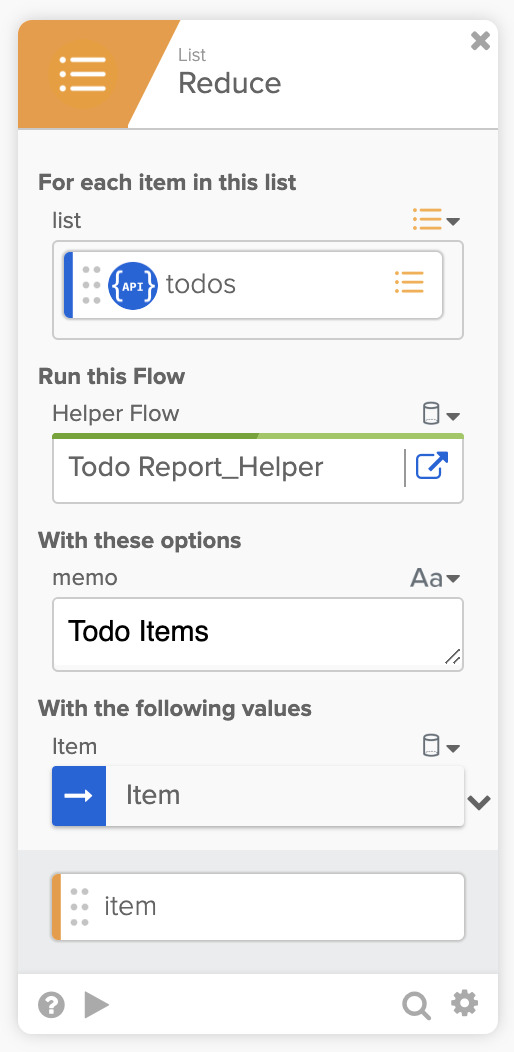 List
Reduce
For each item in this list
list
{API} todos
Run this Flow
Helper Flow
Todo Report_Helper
With these options
memo
Aa
Todo Items
With the following values
Item
Item
item